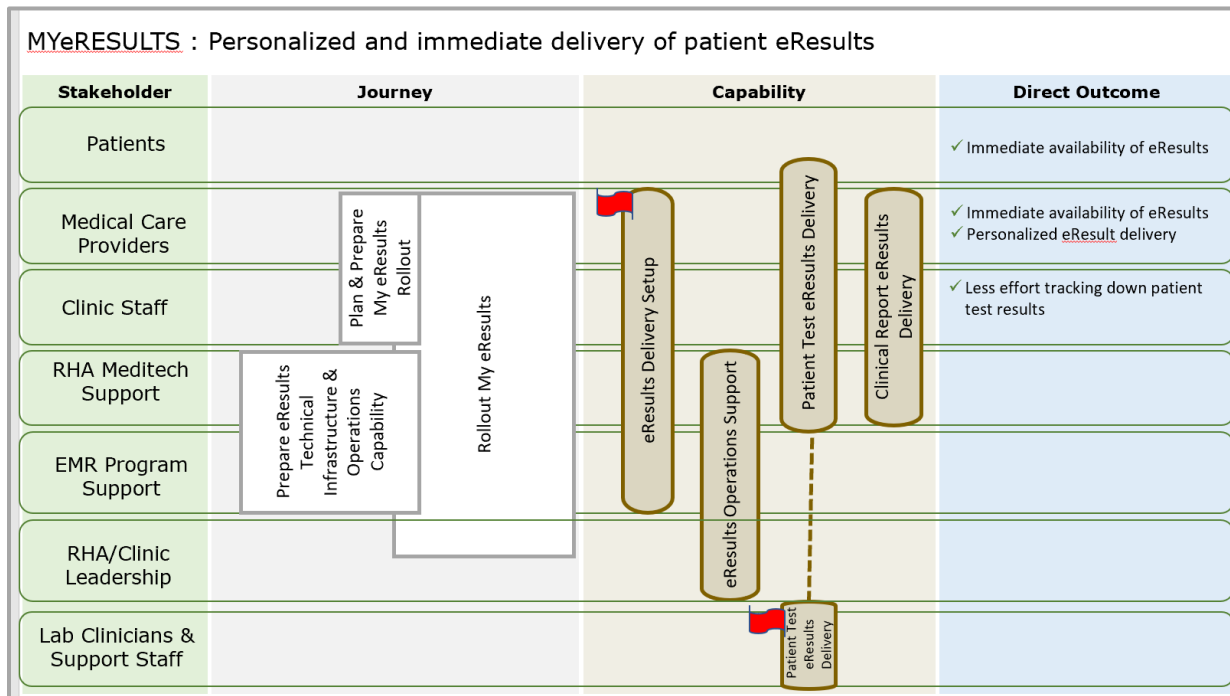 MYeRESULTS : Personalized and immediate delivery of patient eResults
Stakeholder
Journey
Capability
Direct Outcome
Patients
Medical Care
Providers
Clinic Staff
RHA Meditech
Support
EMR Program
Support
RHA/Clinic
Leadership
Lab Clinicians &
Support Staff
Plan & Prepare
My eResults
Rollout
Prepare eResults
Technical
Infrastructure &
Operations
Capability
Rollout My eResults
eResults Delivery Setup
eResults Operations Support
Patient Test eResults Delivery
Clinical Report eResults
Delivery
Patient Test
eResults
Delivery
✓ Immediate availability of eResults
✓ Immediate availability of eResults
✓ Personalized eResult delivery
✓ Less effort tracking down patient
test results